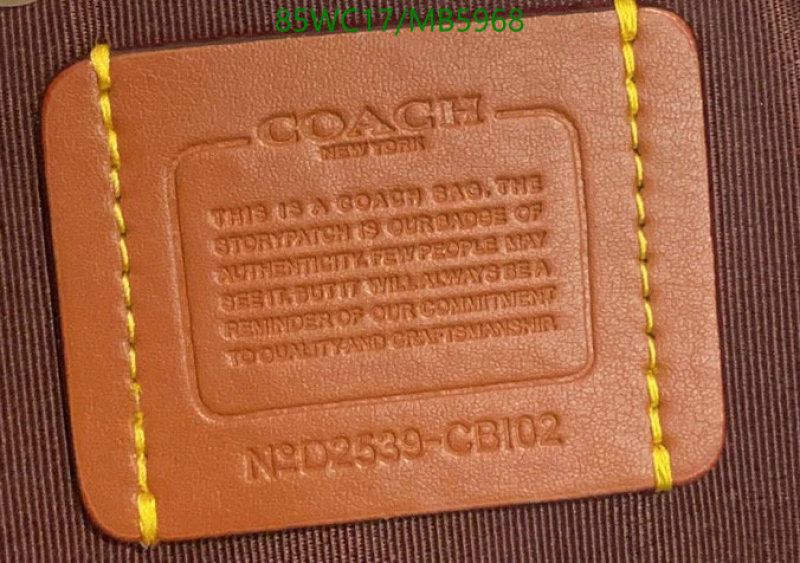 85WC17/MB5968
COACH
NEW YORK
THIS IS A COACH BAG. THE
STORYPATCH IS OUR BADGE OF
AUTHENTICITY. FEW PEOPLE MAY
SEE IT. BUT IT WILL ALWAYS BE A
REMINDER OF OUR COMMITMENT
TO QUALITY AND CRAFTSMANSHIP.
NºD2539-CBI02